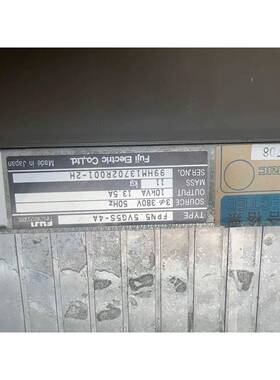 FUJI
TYPE FPN5.5VG5S-4A
SOURCE 3φ 380V 50Hz
OUTPUT 10kVA 13.5A
MASS 11 kg
SER.NO. 99HM13702R001-2H
Fuji Electric Co.,Ltd. Made in Japan